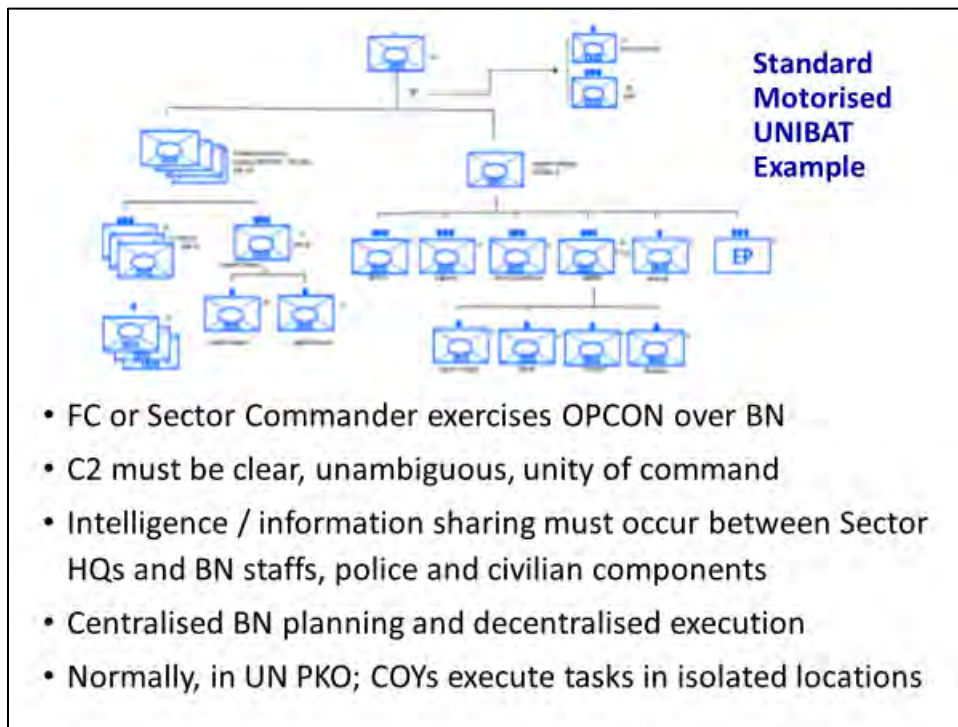 Standard
Motorised
UNIBAT
Example
EP
• FC or Sector Commander exercises OPCON over BN
• C2 must be clear, unambiguous, unity of command
• Intelligence / information sharing must occur between Sector
HQs and BN staffs, police and civilian components
• Centralised BN planning and decentralised execution
• Normally, in UN PKO; COYs execute tasks in isolated locations